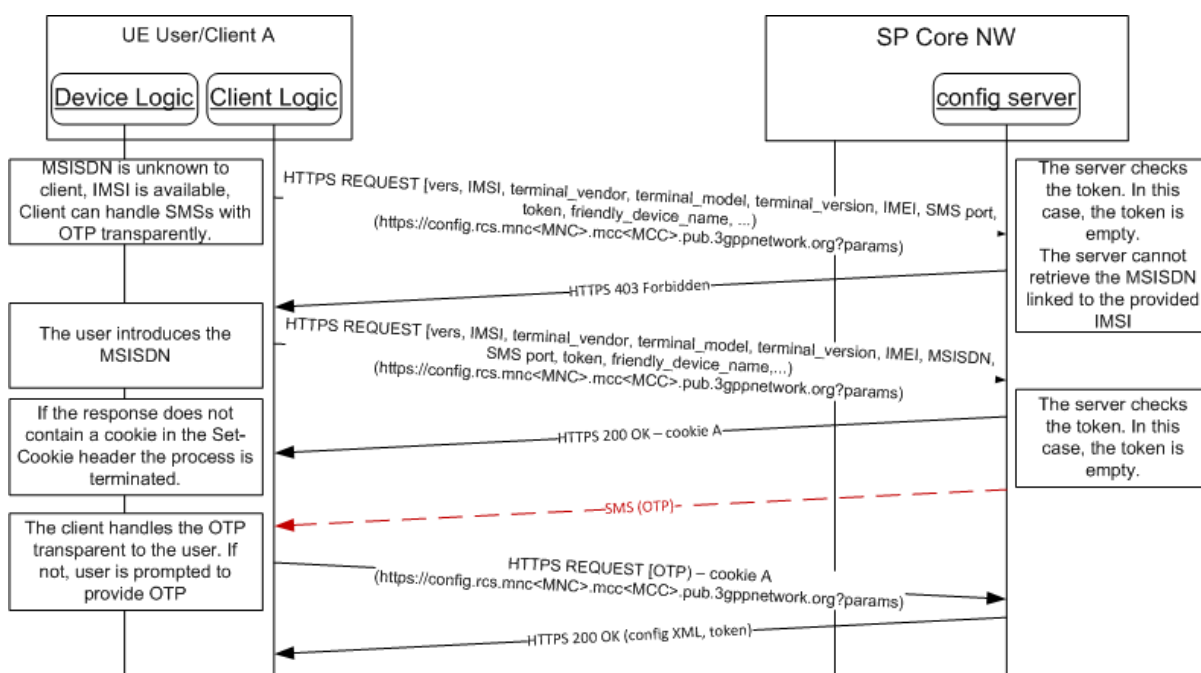 UE User/Client A
SP Core NW
Device Logic
Client Logic
config server
MSISDN is unknown to
client, IMSI is available,
Client can handle SMSs with
OTP transparently.
HTTPS REQUEST [vers, IMSI, terminal_vendor, terminal_model, terminal_version, IMEI, SMS port,
token, friendly_device_name, ...)
(https://config.rcs.mnc<MNC>.mcc<MCC>.pub.3gppnetwork.org?params)
The server checks
the token. In this
case, the token is
empty.
The server cannot
retrieve the MSISDN
linked to the provided
IMSI
HTTPS 403 Forbidden
The user introduces the
MSISDN
HTTPS REQUEST [vers, IMSI, terminal_vendor, terminal_model, terminal_version, IMEI, MSISDN,
SMS port, token, friendly_device_name,...)
(https://config.rcs.mnc<MNC>.mcc<MCC>.pub.3gppnetwork.org?params)
If the response does not
contain a cookie in the Set-
Cookie header the process is
terminated.
HTTPS 200 OK – cookie A
The server checks
the token. In this
case, the token is
empty.
SMS (OTP)
The client handles the OTP
transparent to the user. If
not, user is prompted to
provide OTP
HTTPS REQUEST [OTP) – cookie A
(https://config.rcs.mnc<MNC>.mcc<MCC>.pub.3gppnetwork.org?params)
HTTPS 200 OK (config XML, token)